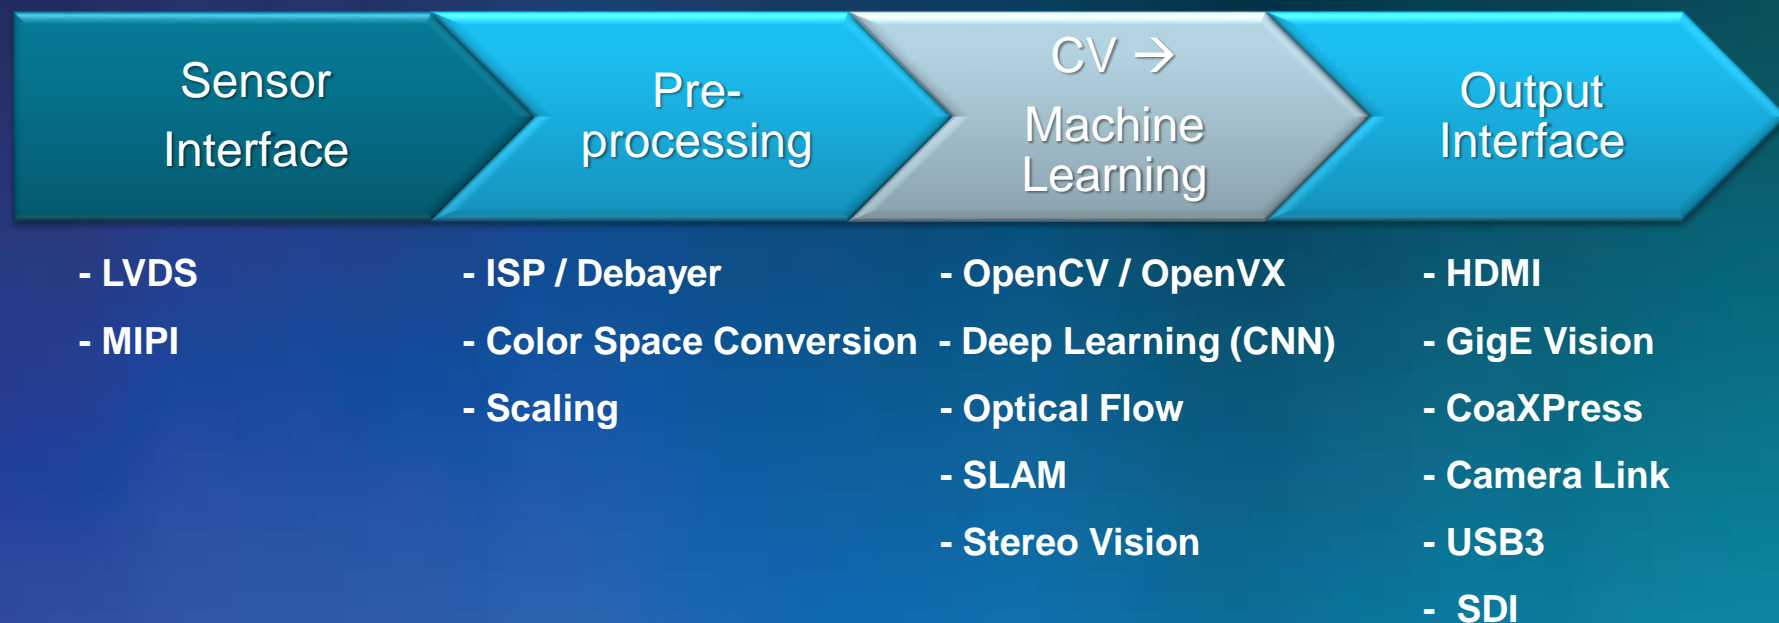 Sensor
Interface
Pre-
processing
CV →
Machine
Learning
Output
Interface
- LVDS
- MIPI
- ISP / Debayer
- Color Space Conversion
- Scaling
- OpenCV / OpenVX
- Deep Learning (CNN)
- Optical Flow
- SLAM
- Stereo Vision
- HDMI
- GigE Vision
- CoaXPress
- Camera Link
- USB3
- SDI